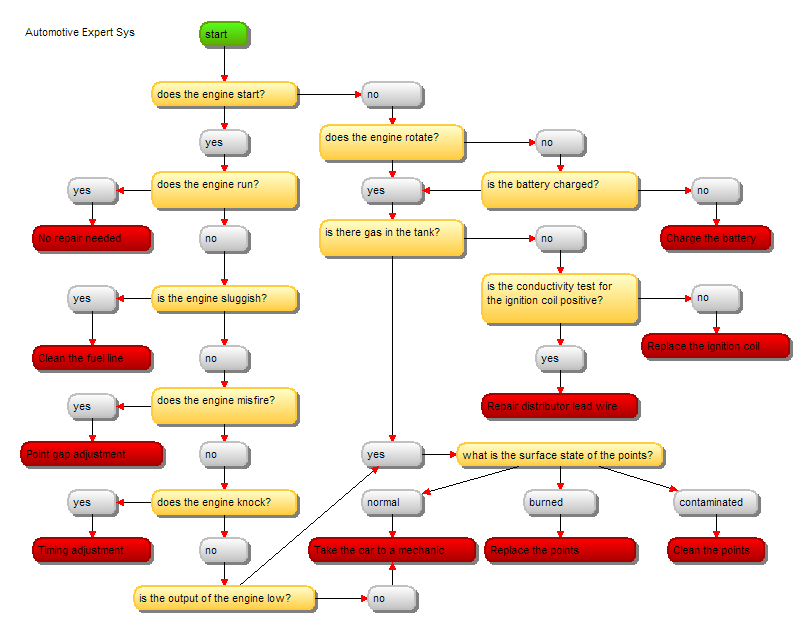 Automotive Expert Sys
start
does the engine start?
no
yes
does the engine rotate?
no
does the engine run?
yes
yes
is the battery charged?
no
No repair needed
no
is there gas in the tank?
no
Charge the battery
yes
is the engine sluggish?
is the conductivity test for
the ignition coil positive?
no
Clean the fuel line
no
yes
Replace the ignition coil
yes
does the engine misfire?
Repair distributor lead wire
Point gap adjustment
no
yes
what is the surface state of the points?
yes
does the engine knock?
normal
burned
contaminated
Timing adjustment
no
Take the car to a mechanic
Replace the points
Clean the points
is the output of the engine low?
no